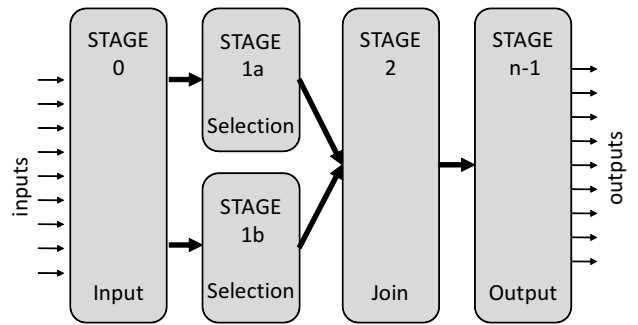 inputs
STAGE
0
Input
STAGE
1a
Selection
STAGE
1b
Selection
STAGE
2
Join
STAGE
n-1
Output
outputs